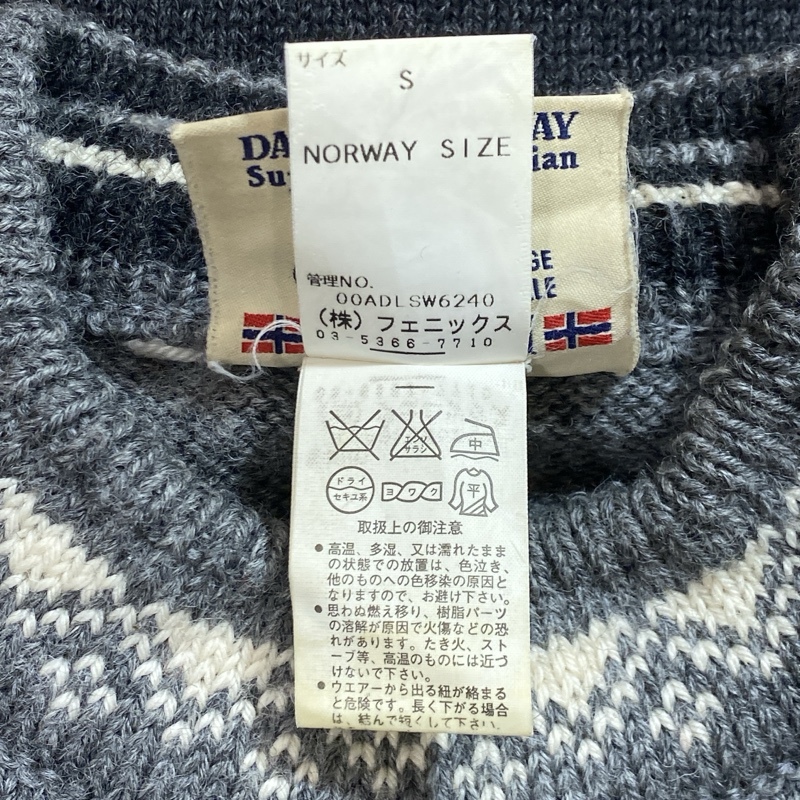 サイズ
S
NORWAY SIZE
管理NO.
00ADLSW6240
(株) フェニックス
03-5366-7710
DA
AY
Su
ian
GE
LE
エンソ
サラシ
中
ドライ
セキユ系
ヨワク
平
取扱上の御注意
●高温、多湿、又は濡れたまま
の状態での放置は、色泣き、
他のものへの色移染の原因と
なりますので、お避け下さい。
●思わぬ燃え移り、樹脂パーツ
の溶解が原因で火傷などの恐
れがあります。たき火、スト
ーブ等、高温のものには近づ
けないで下さい。
●ウエアーから出る紐が絡まる
と危険です。長く下がる場合
は、結んで短くして下さい。